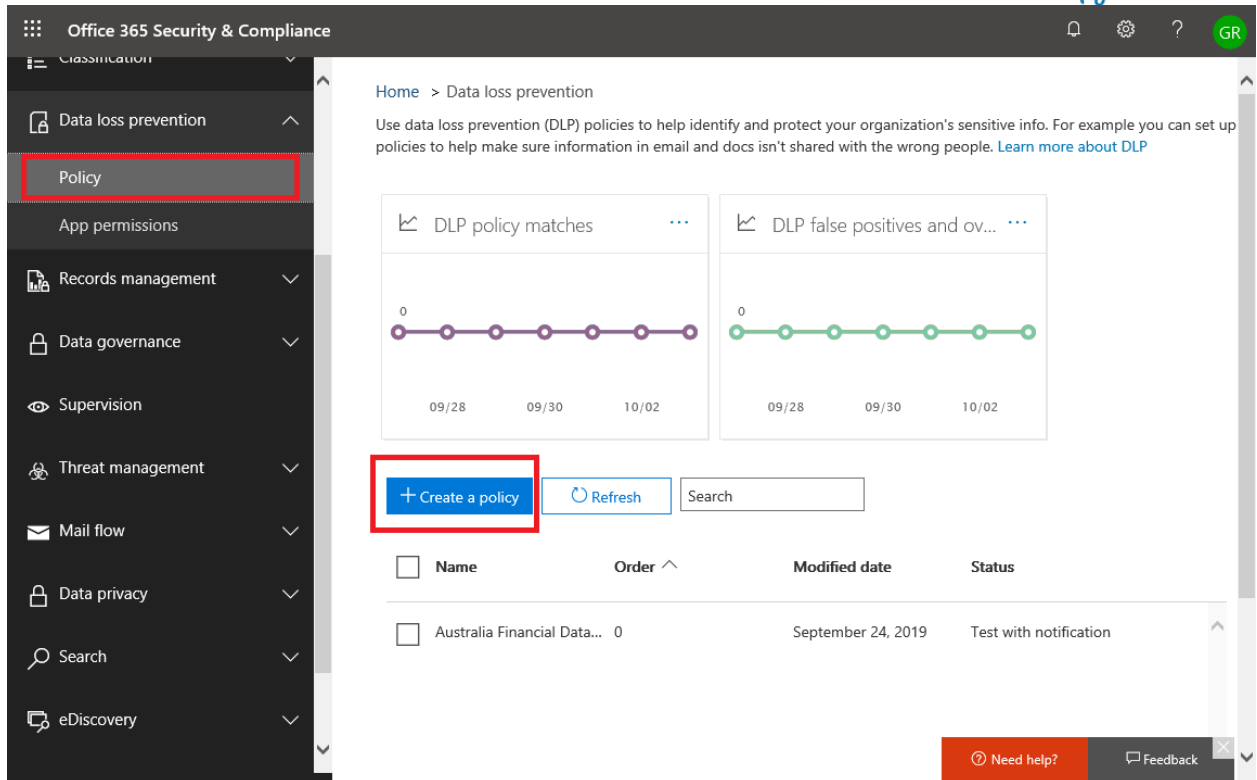 Office 365 Security & Compliance
GR
Classification
Data loss prevention
Policy
App permissions
Records management
Data governance
Supervision
Threat management
Mail flow
Data privacy
Search
eDiscovery
Home > Data loss prevention
Use data loss prevention (DLP) policies to help identify and protect your organization's sensitive info. For example you can set up
policies to help make sure information in email and docs isn't shared with the wrong people. Learn more about DLP
DLP policy matches ...
0
09/28 09/30 10/02
DLP false positives and ov... ...
0
09/28 09/30 10/02
+ Create a policy
Refresh
Search
Name Order Modified date Status
Australia Financial Data... 0 September 24, 2019 Test with notification
Need help?
Feedback